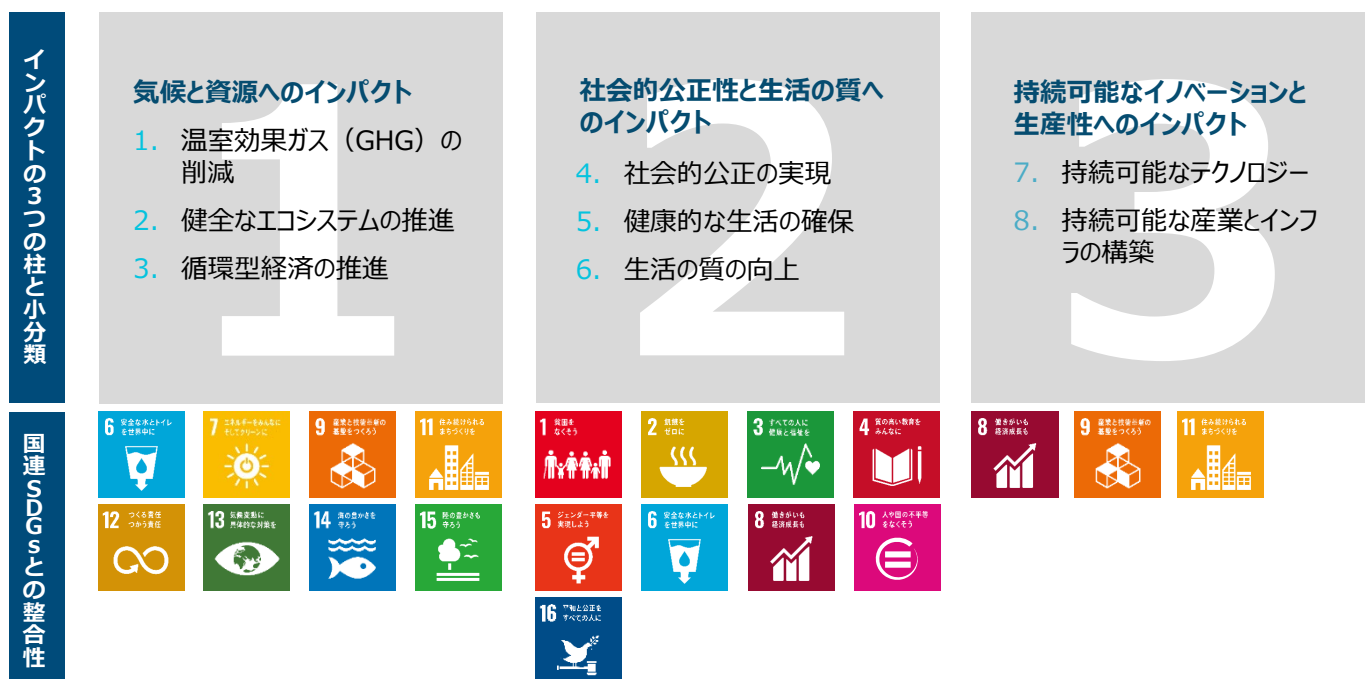 インパクトの3つの柱と小分類
1
気候と資源へのインパクト
1. 温室効果ガス（GHG）の
削減
2. 健全なエコシステムの推進
3. 循環型経済の推進
2
社会的公正性と生活の質へ
のインパクト
4. 社会的公正の実現
5. 健康的な生活の確保
6. 生活の質の向上
3
持続可能なイノベーションと
生産性へのインパクト
7. 持続可能なテクノロジー
8. 持続可能な産業とインフ
ラの構築
国連SDGsとの整合性
6 安全な水とトイレ
を世界中に
7 エネルギーをみんなに
そしてクリーンに
9 産業と技術革新の
基盤をつくろう
11 住み続けられる
まちづくりを
12 つくる責任
つかう責任
13 気候変動に
具体的な対策を
14 海の豊かさを
守ろう
15 陸の豊かさも
守ろう
1 貧困を
なくそう
2 飢餓を
ゼロに
3 すべての人に
健康と福祉を
4 質の高い教育を
みんなに
5 ジェンダー平等を
実現しよう
6 安全な水とトイレ
を世界中に
8 働きがいも
経済成長も
10 人や国の不平等
をなくそう
16 平和と公正を
すべての人に
8 働きがいも
経済成長も
9 産業と技術革新の
基盤をつくろう
11 住み続けられる
まちづくりを